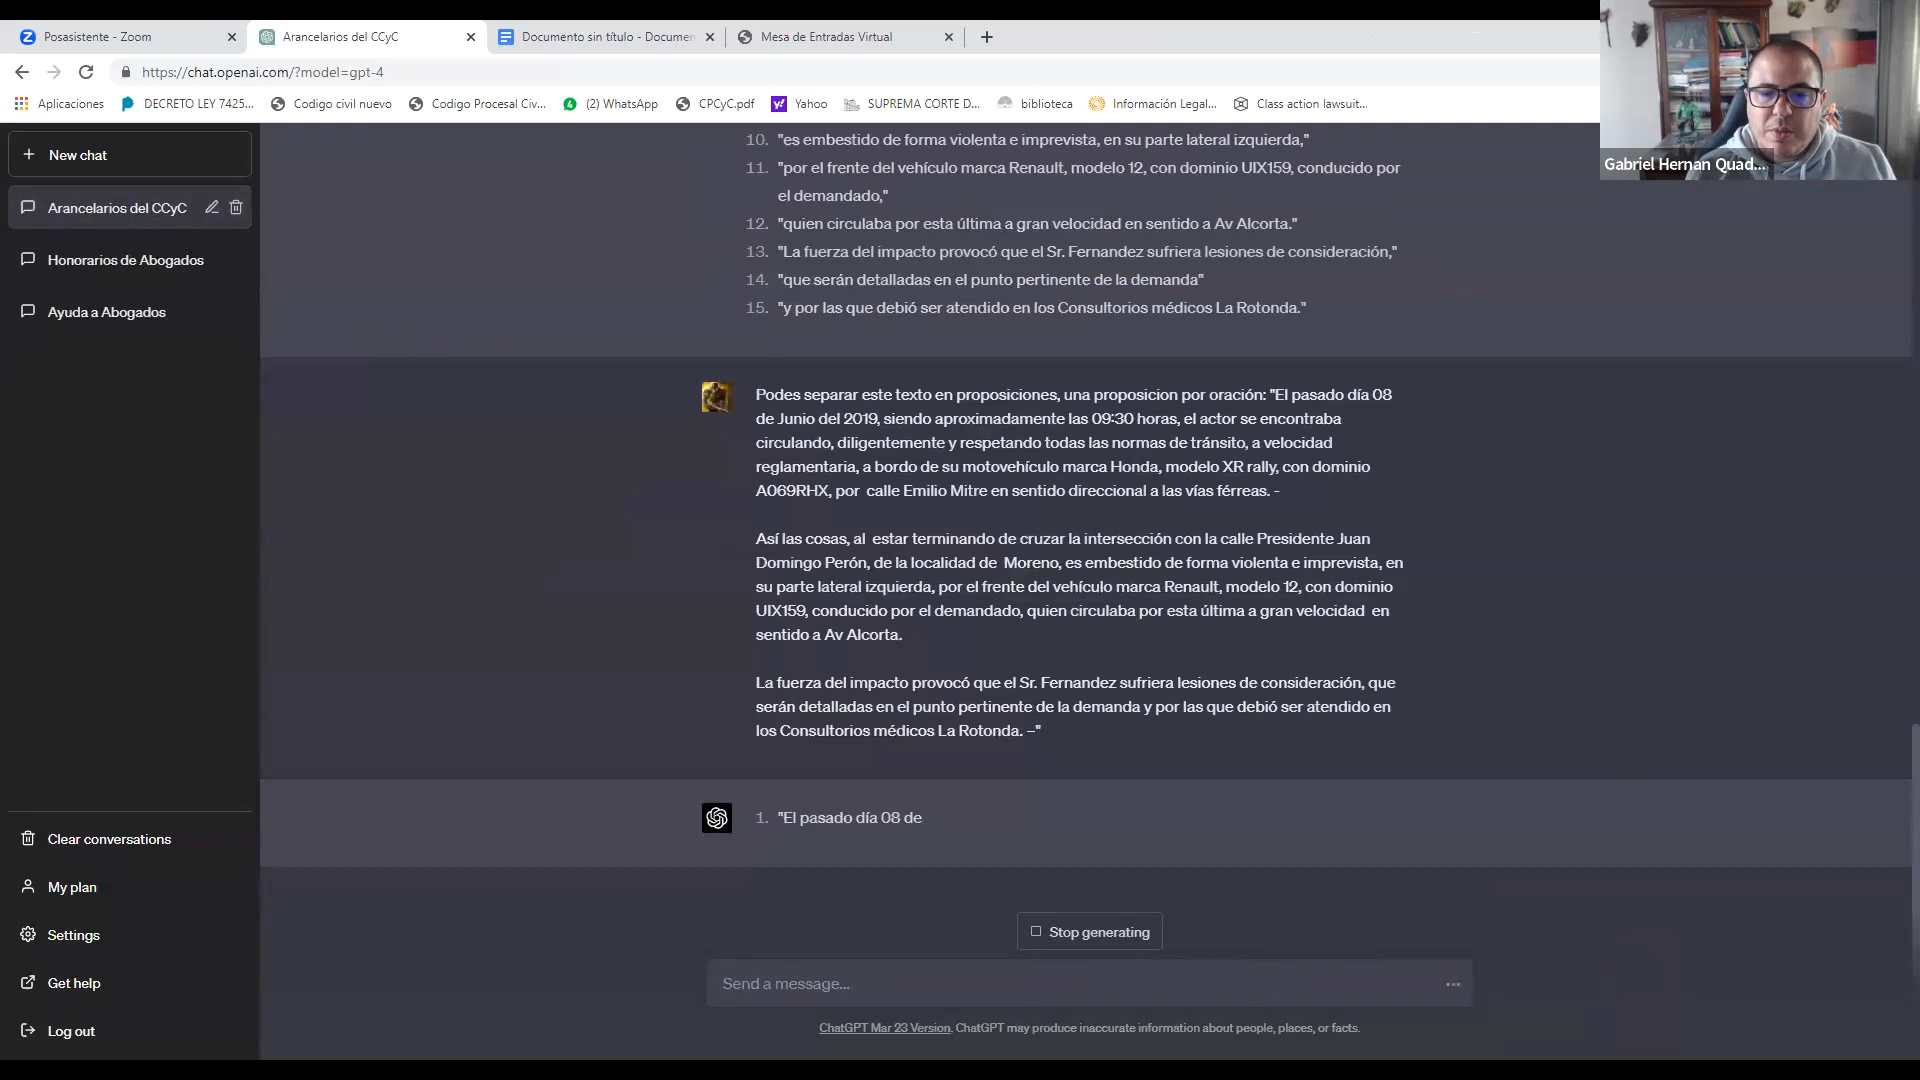 Posasistente - Zoom
Arancelarios del CCyC
Documento sin título - Documen
Mesa de Entradas Virtual
https://chat.openai.com/?model=gpt-4
Aplicaciones
DECRETO LEY 7425...
Codigo civil nuevo
Codigo Procesal Civ...
(2) WhatsApp
CPCyC.pdf
Yahoo
SUPREMA CORTE D...
biblioteca
Información Legal...
Class action lawsuit...
Gabriel Hernan Quad...
New chat
Arancelarios del CCyC
Honorarios de Abogados
Ayuda a Abogados
10. "es embestido de forma violenta e imprevista, en su parte lateral izquierda,"
11. "por el frente del vehículo marca Renault, modelo 12, con dominio UIX159, conducido por
el demandado,"
12. "quien circulaba por esta última a gran velocidad en sentido a Av Alcorta."
13. "La fuerza del impacto provocó que el Sr. Fernandez sufriera lesiones de consideración,"
14. "que serán detalladas en el punto pertinente de la demanda"
15. "y por las que debió ser atendido en los Consultorios médicos La Rotonda."
Podes separar este texto en proposiciones, una proposicion por oración: "El pasado día 08
de Junio del 2019, siendo aproximadamente las 09:30 horas, el actor se encontraba
circulando, diligentemente y respetando todas las normas de tránsito, a velocidad
reglamentaria, a bordo de su motovehículo marca Honda, modelo XR rally, con dominio
A069RHX, por  calle Emilio Mitre en sentido direccional a las vías férreas. -
Así las cosas, al  estar terminando de cruzar la intersección con la calle Presidente Juan
Domingo Perón, de la localidad de  Moreno, es embestido de forma violenta e imprevista, en
su parte lateral izquierda, por el frente del vehículo marca Renault, modelo 12, con dominio
UIX159, conducido por el demandado, quien circulaba por esta última a gran velocidad  en
sentido a Av Alcorta.
La fuerza del impacto provocó que el Sr. Fernandez sufriera lesiones de consideración, que
serán detalladas en el punto pertinente de la demanda y por las que debió ser atendido en
los Consultorios médicos La Rotonda. –"
1. "El pasado día 08 de
Clear conversations
My plan
Settings
Get help
Log out
Stop generating
Send a message...
ChatGPT Mar 23 Version. ChatGPT may produce inaccurate information about people, places, or facts.